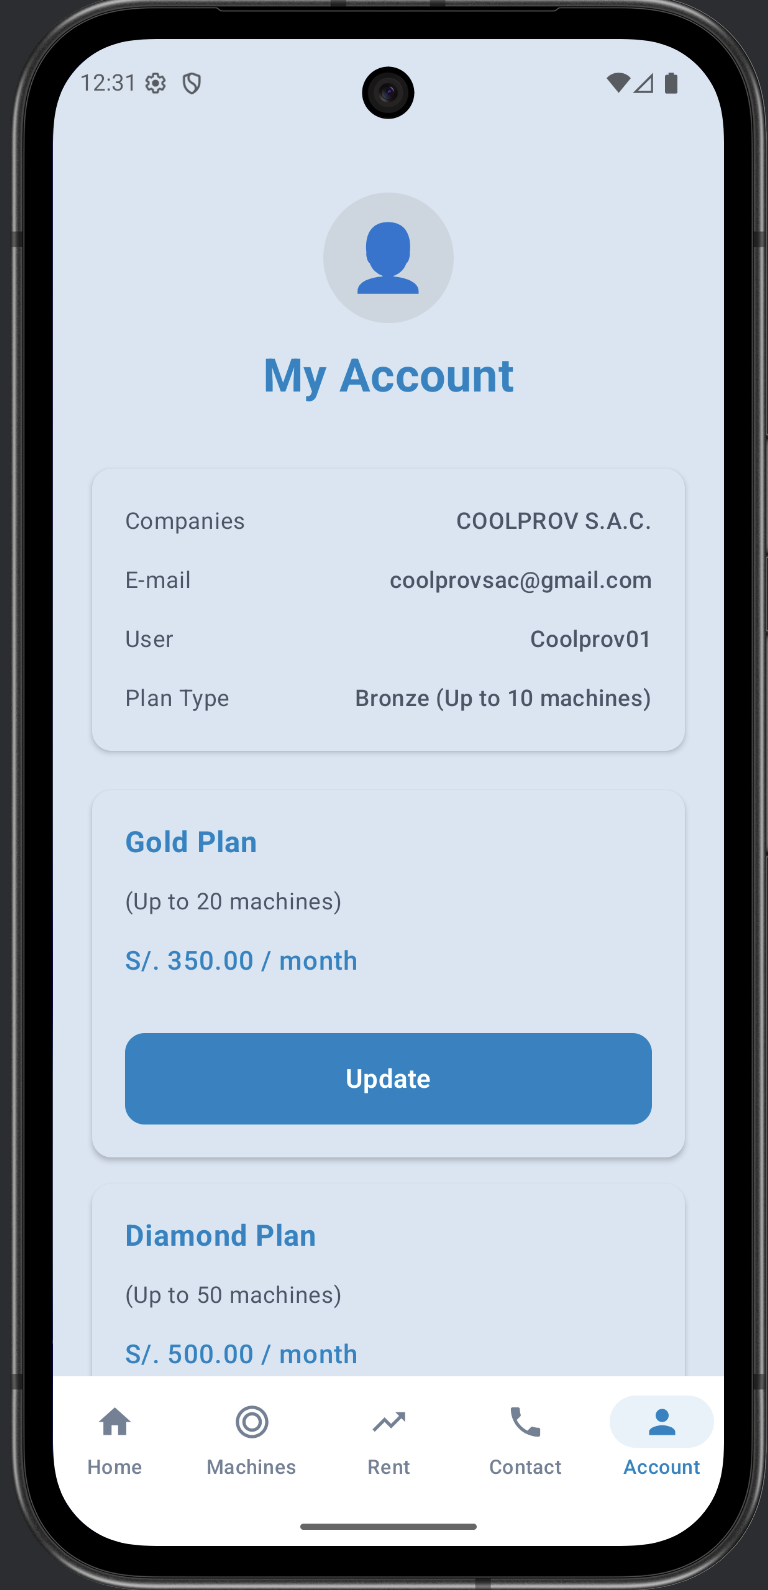 12:31
My Account
Companies COOLPROV S.A.C.
E-mail coolprovsac@gmail.com
User Coolprov01
Plan Type Bronze (Up to 10 machines)
Gold Plan
(Up to 20 machines)
S/. 350.00 / month
Update
Diamond Plan
(Up to 50 machines)
S/. 500.00 / month
Home Machines Rent Contact Account